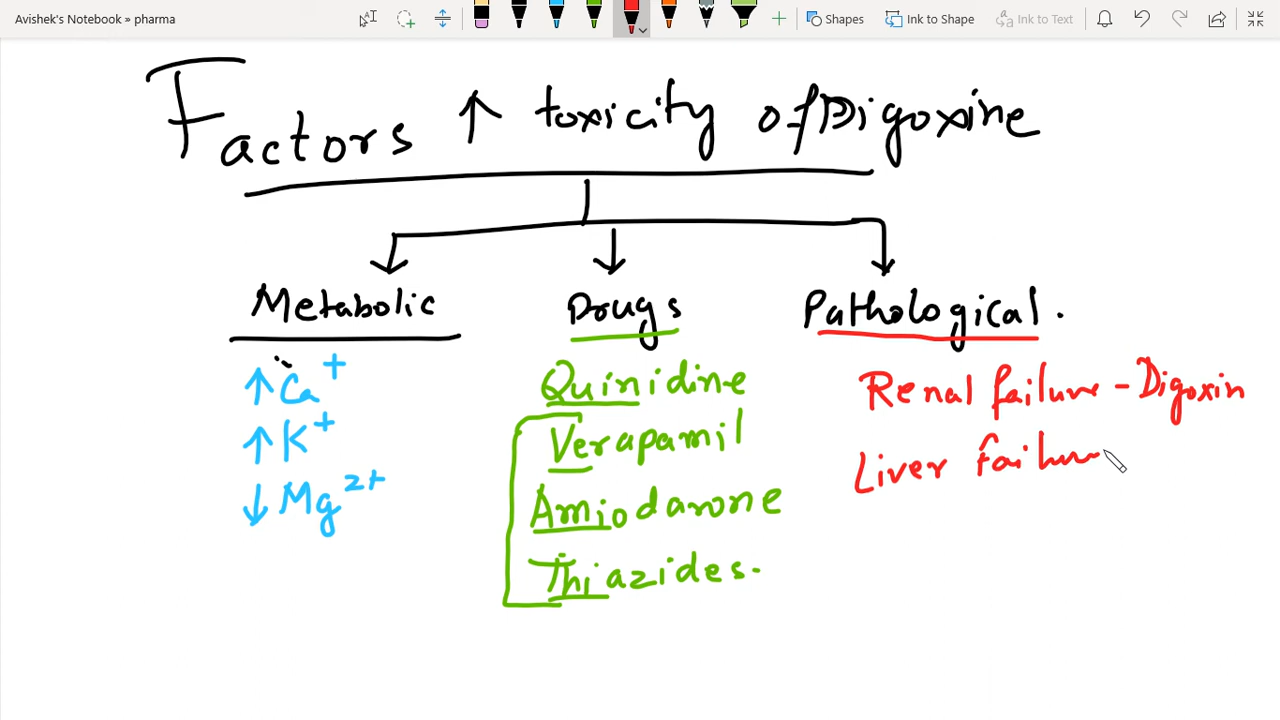 Avishek's Notebook » pharma
Shapes
Ink to Shape
Ink to Text
Factors ↑ toxicity of Digoxine
Metabolic
Drugs
Pathological.
↑ Ca+
↑ K+
↓ Mg2+
Quinidine
Verapamil
Amiodarone
Thiazides.
Renal failure - Digoxin
Liver failure